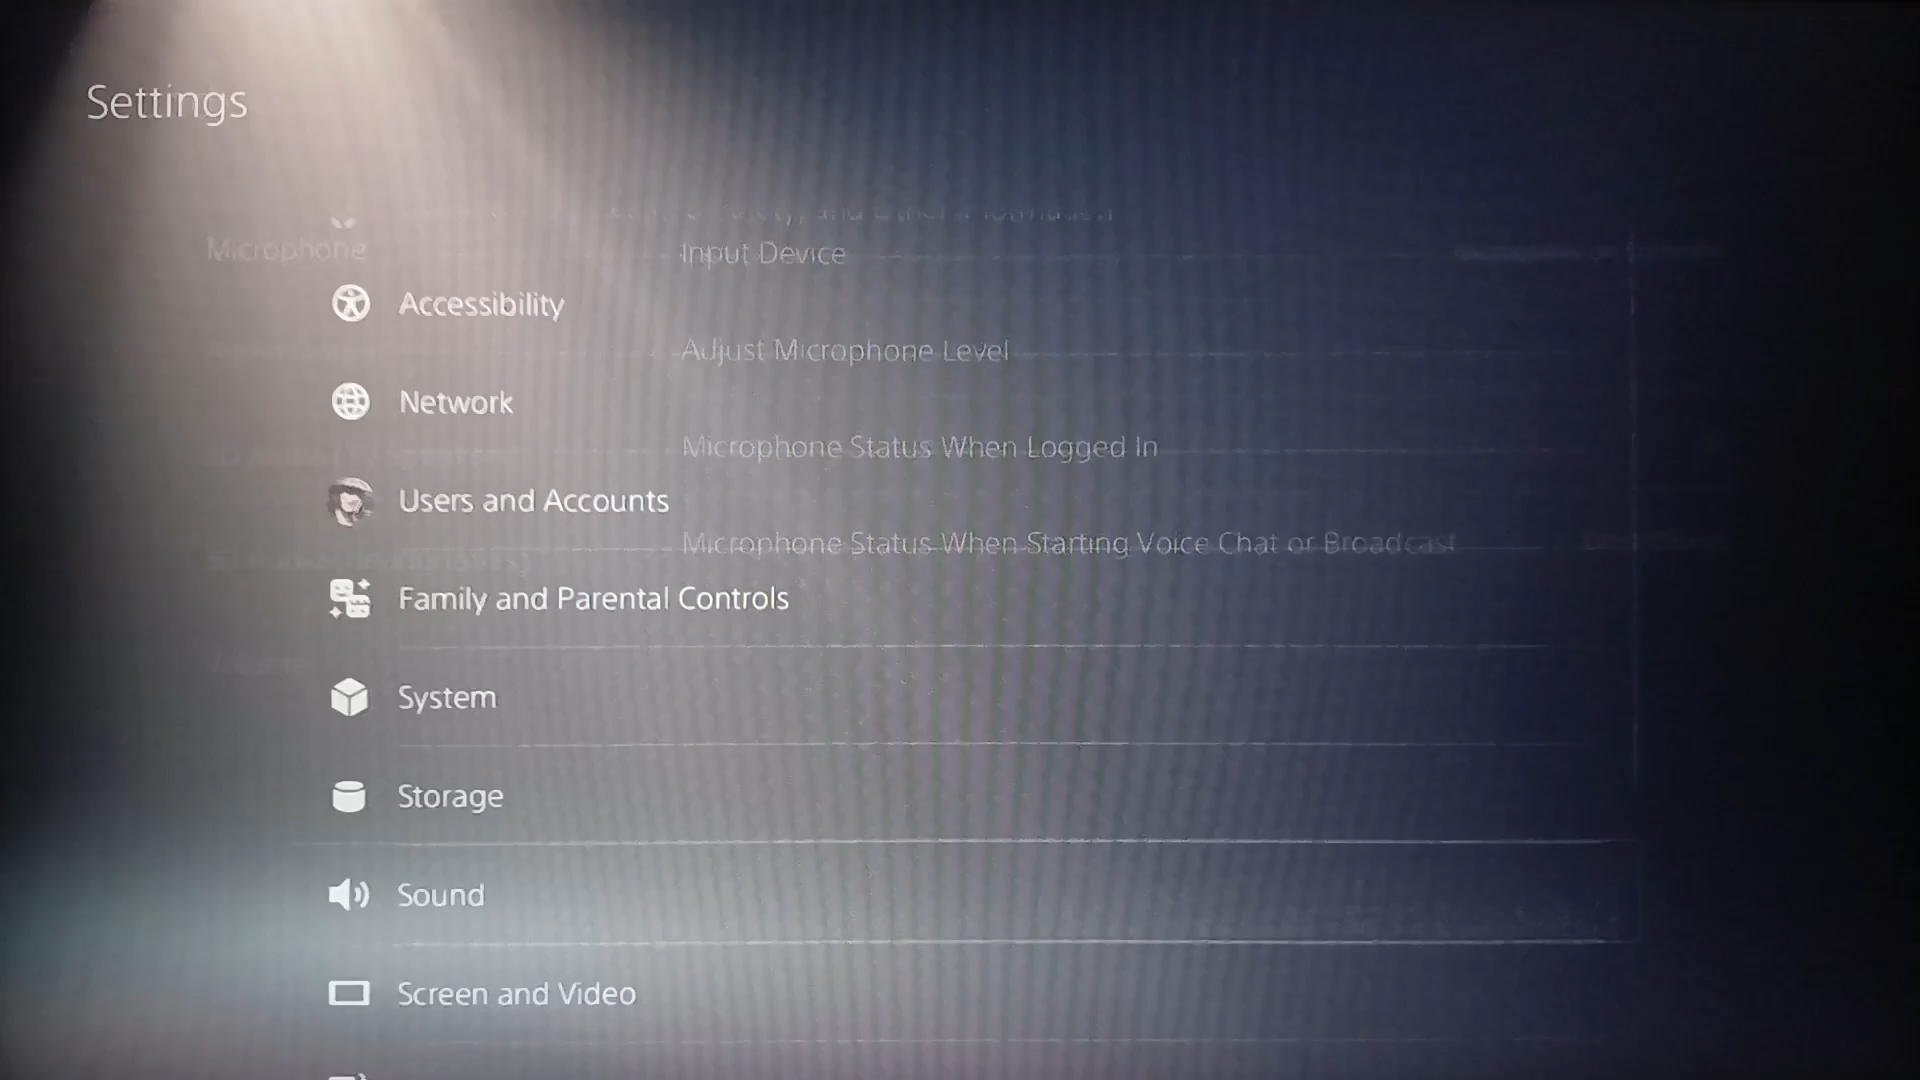 Settings
Microphone
Input Device
Accessibility
Adjust Microphone Level
Network
Microphone Status When Logged In
Users and Accounts
Microphone Status When Starting Voice Chat or Broadcast
Family and Parental Controls
System
Storage
Sound
Screen and Video